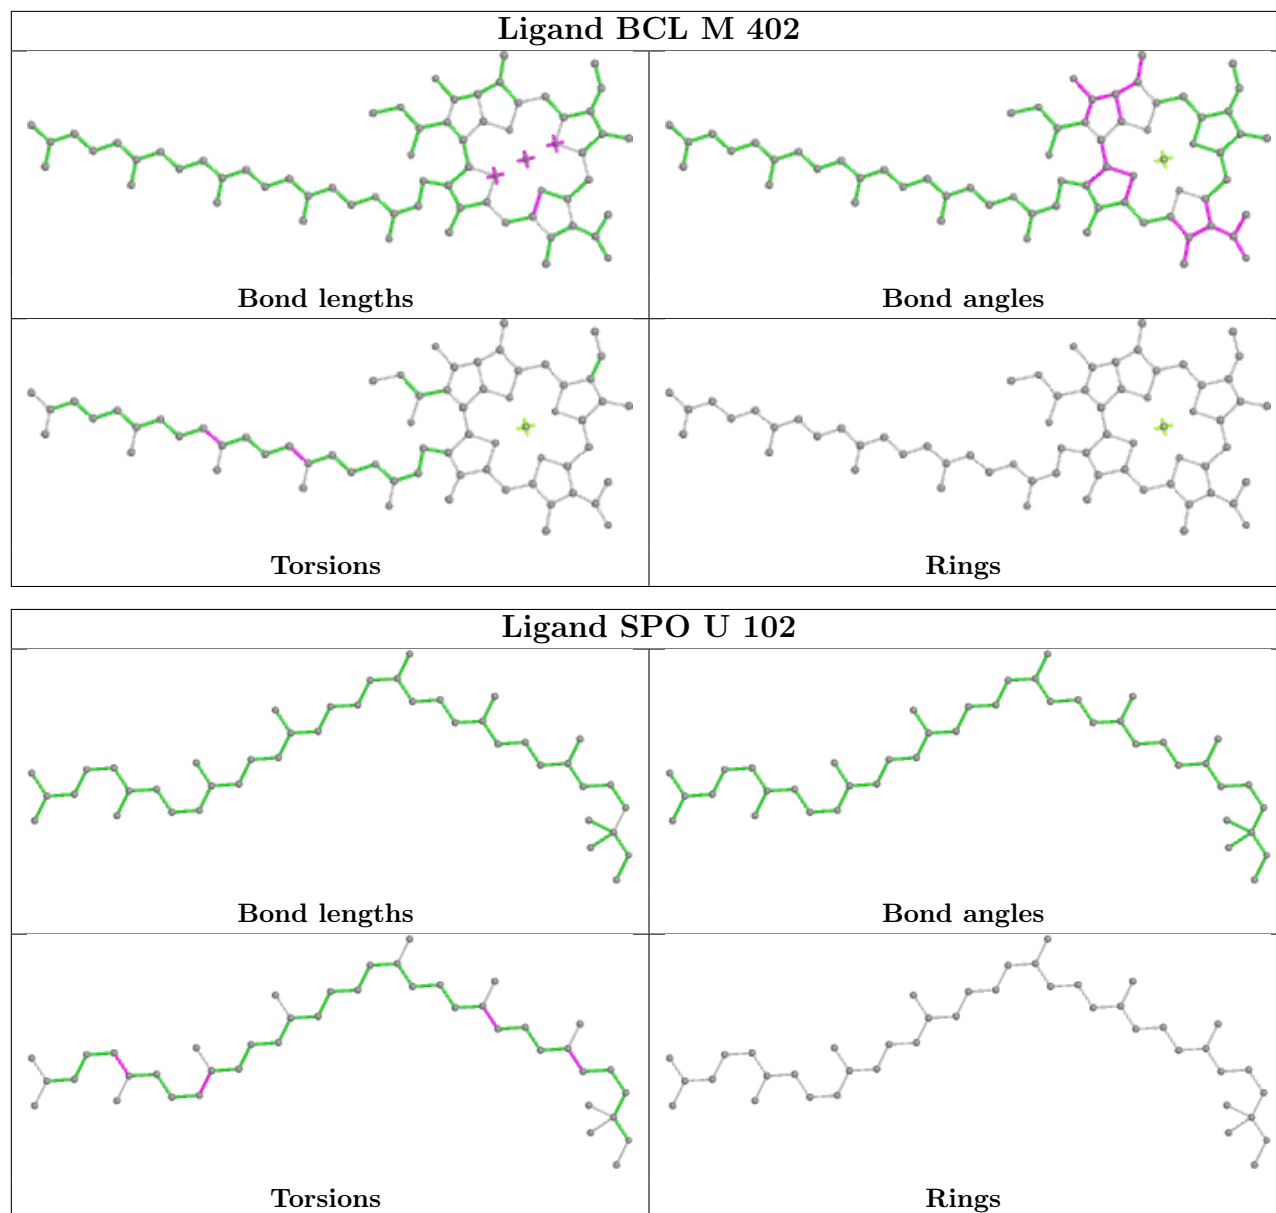 Ligand BCL M 402
Bond lengths
Bond angles
Torsions
Rings
Ligand SPO U 102
Bond lengths
Bond angles
Torsions
Rings